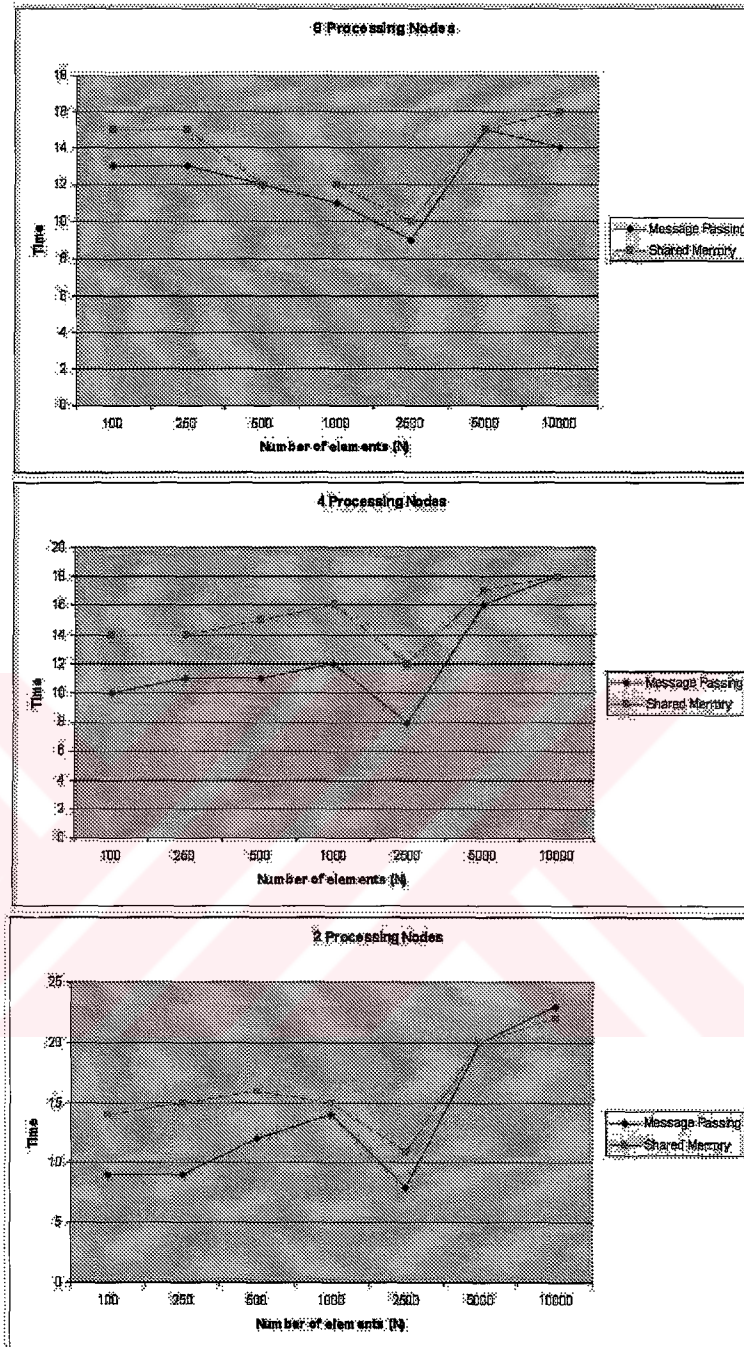 8 Processing Nodes
18
16
14
12
10
8
6
4
2
0
Time
100 250 500 1000 2500 5000 10000
Number of elements (N)
Message Passing
Shared Memory
4 Processing Nodes
20
18
16
14
12
10
8
6
4
2
0
Time
100 250 500 1000 2500 5000 10000
Number of elements (N)
Message Passing
Shared Memory
2 Processing Nodes
25
20
15
10
5
0
Time
100 250 500 1000 2500 5000 10000
Number of elements (N)
Message Passing
Shared Memory